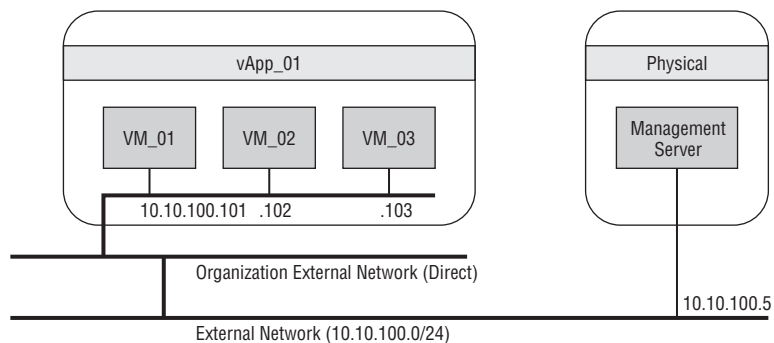 vApp_01
Physical
VM_01
VM_02
VM_03
Management
Server
10.10.100.101 .102 .103
Organization External Network (Direct)
10.10.100.5
External Network (10.10.100.0/24)